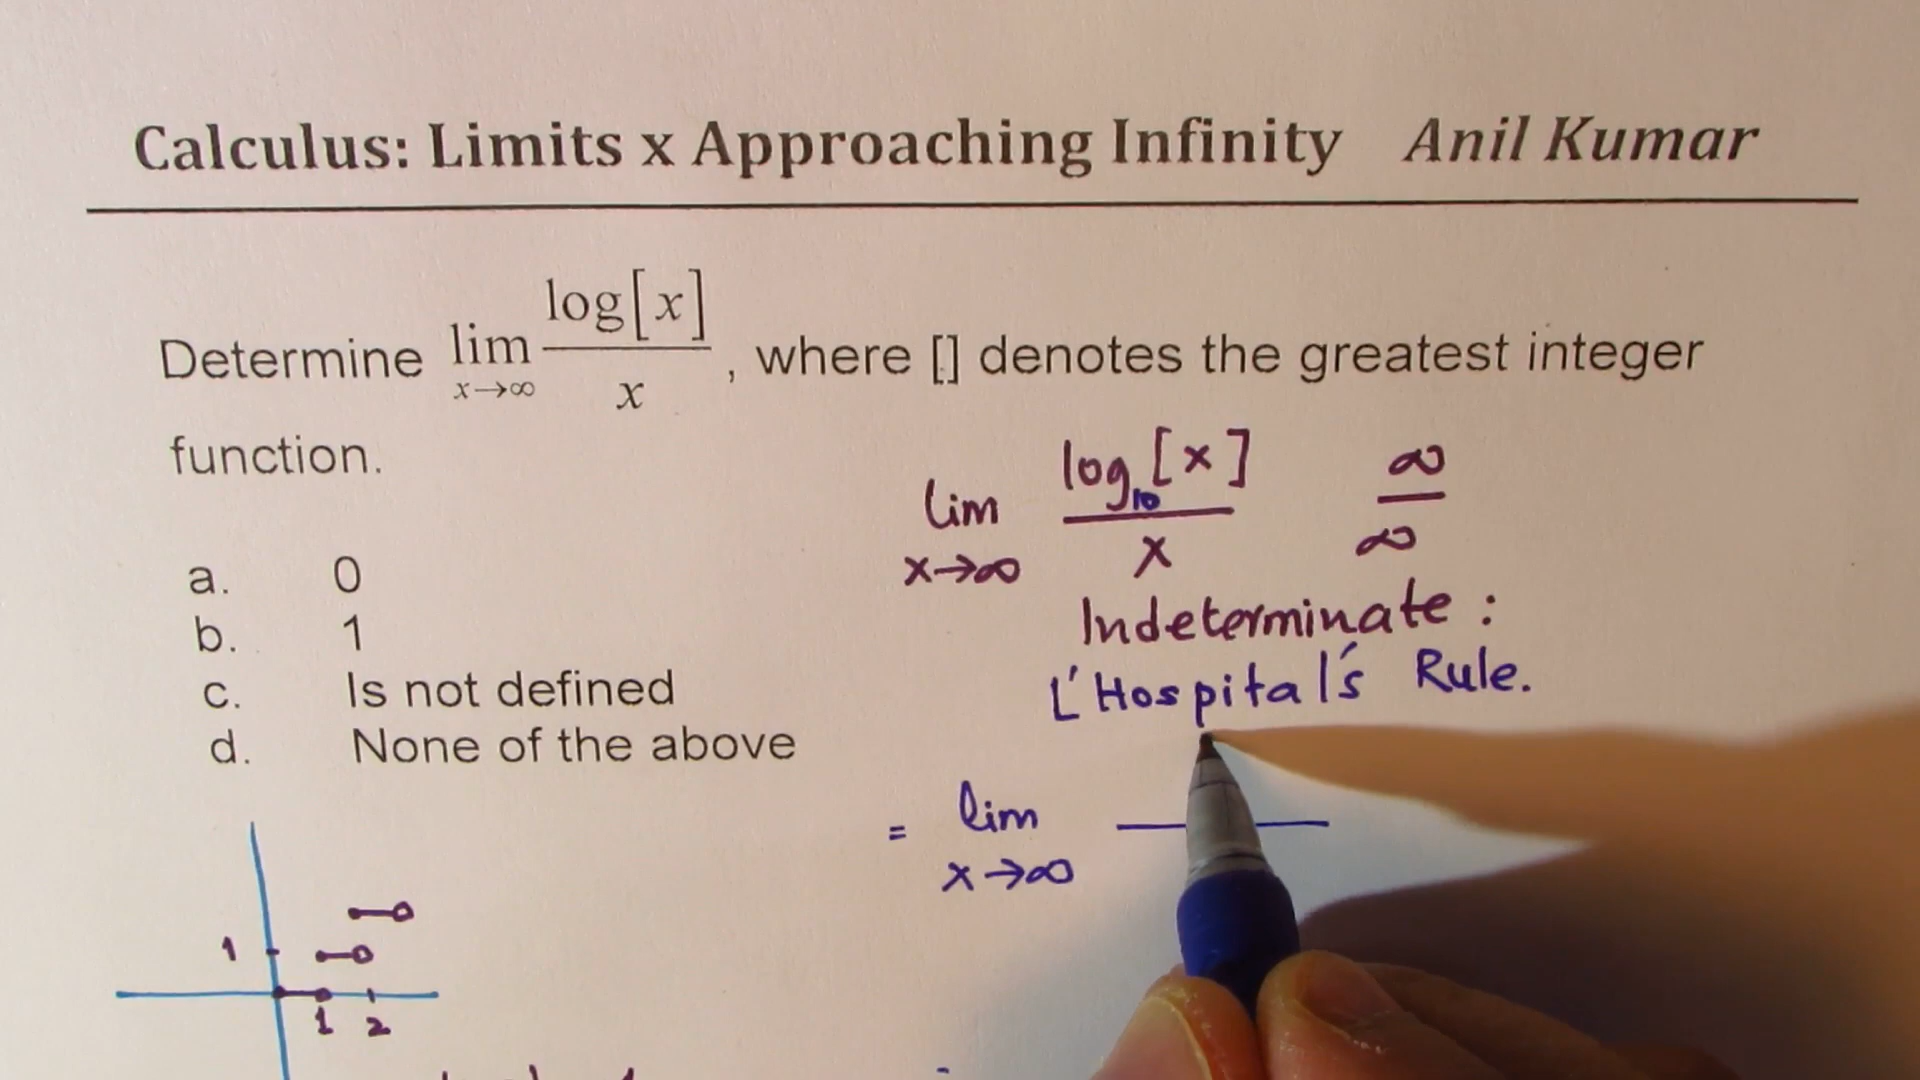 Calculus: Limits x Approaching Infinity Anil Kumar
Determine lim x→∞ log[x] / x , where [] denotes the greatest integer
function.
a. 0
b. 1
c. Is not defined
d. None of the above
lim x→∞ log₁₀[x] / x ∞ / ∞
Indeterminate :
L'Hospital's Rule.
= lim x→∞
1
1 2